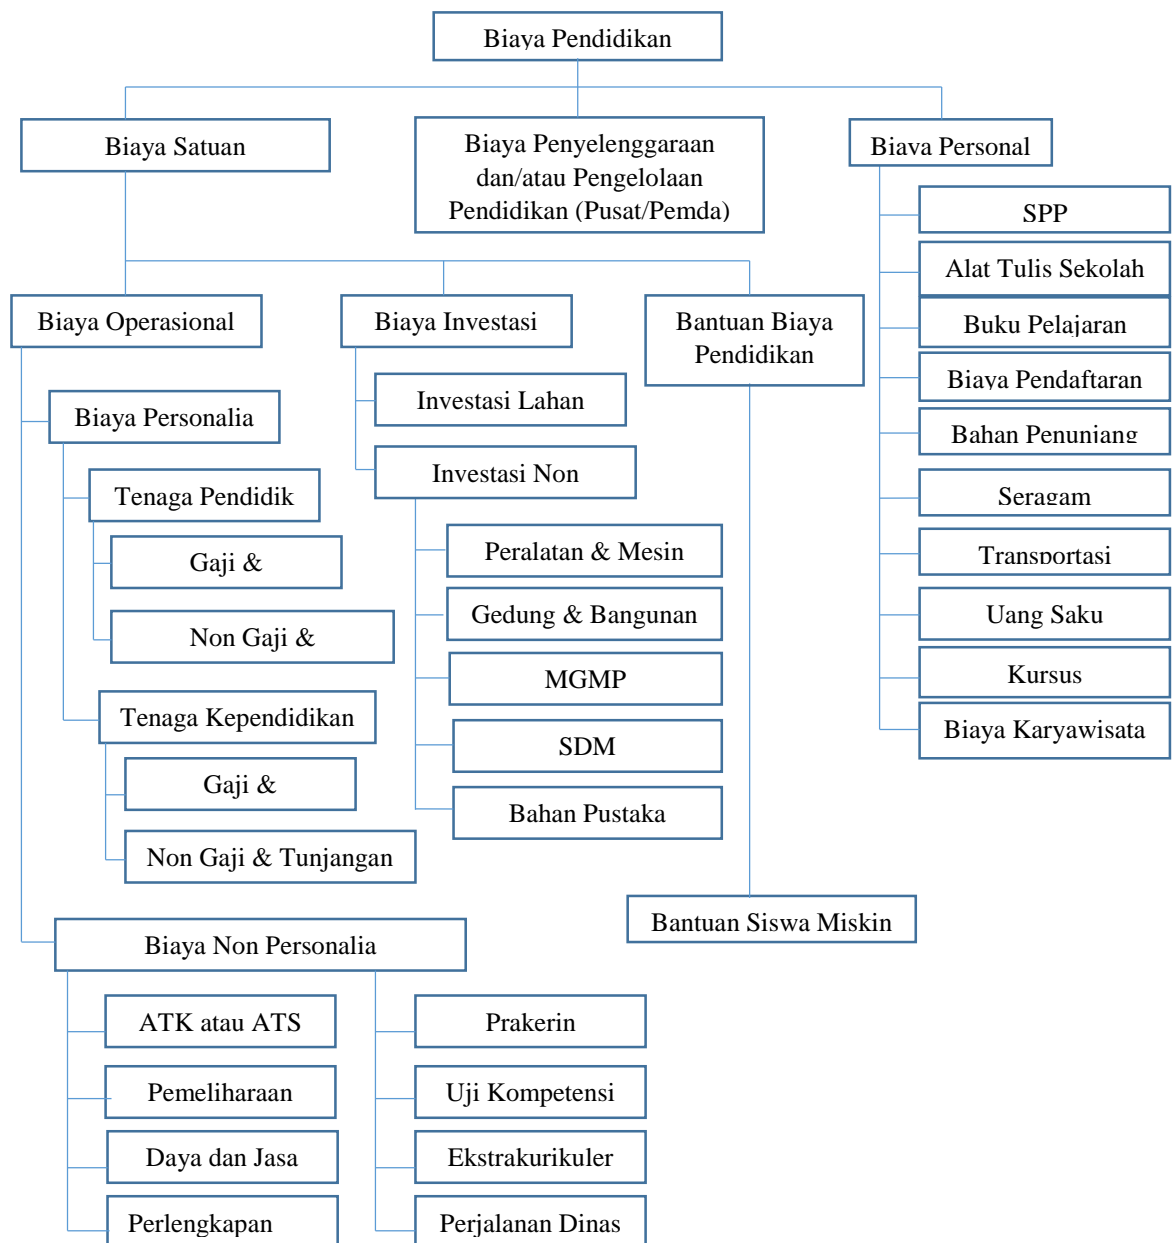 Biaya Pendidikan
Biaya Satuan
Biaya Penyelenggaraan
dan/atau Pengelolaan
Pendidikan (Pusat/Pemda)
Biaya Personal
SPP
Alat Tulis Sekolah
Buku Pelajaran
Biaya Pendaftaran
Bahan Penunjang
Seragam
Transportasi
Uang Saku
Kursus
Biaya Karyawisata
Biaya Operasional
Biaya Investasi
Bantuan Biaya
Pendidikan
Biaya Personalia
Tenaga Pendidik
Gaji &
Non Gaji &
Tenaga Kependidikan
Gaji &
Non Gaji & Tunjangan
Investasi Lahan
Investasi Non
Peralatan & Mesin
Gedung & Bangunan
MGMP
SDM
Bahan Pustaka
Bantuan Siswa Miskin
Biaya Non Personalia
ATK atau ATS
Pemeliharaan
Daya dan Jasa
Perlengkapan
Prakerin
Uji Kompetensi
Ekstrakurikuler
Perjalanan Dinas